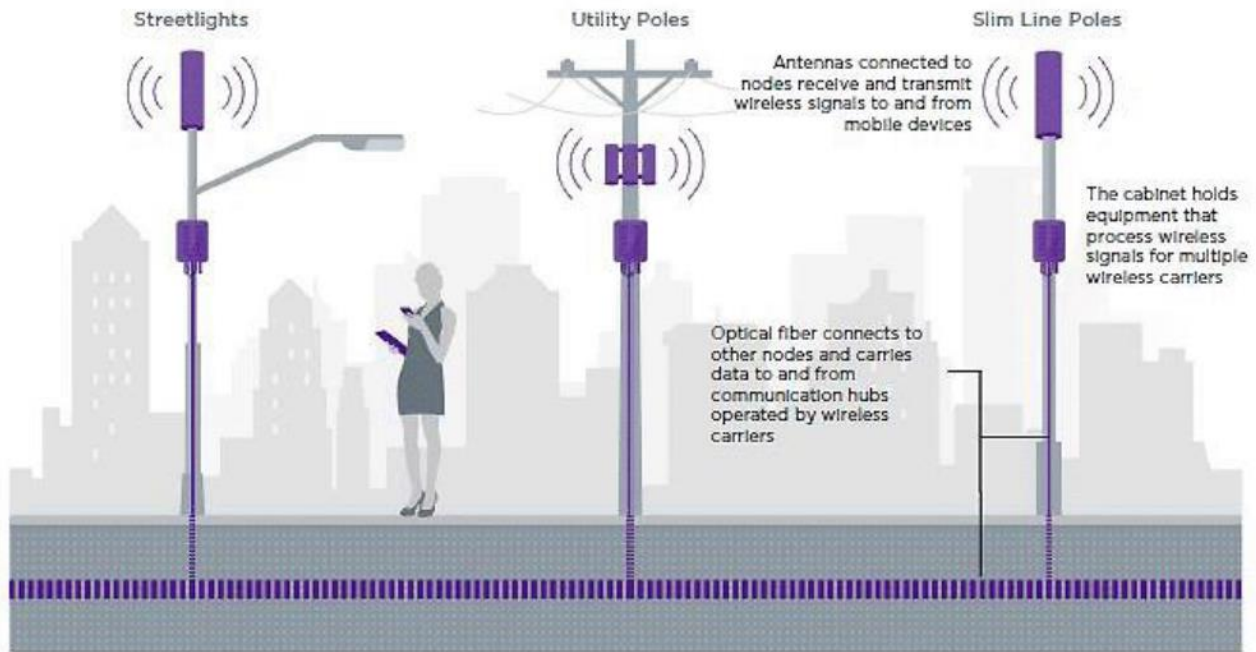 Streetlights
Utility Poles
Slim Line Poles
Antennas connected to
nodes receive and transmit
wireless signals to and from
mobile devices
The cabinet holds
equipment that
process wireless
signals for multiple
wireless carriers
Optical fiber connects to
other nodes and carries
data to and from
communication hubs
operated by wireless
carriers